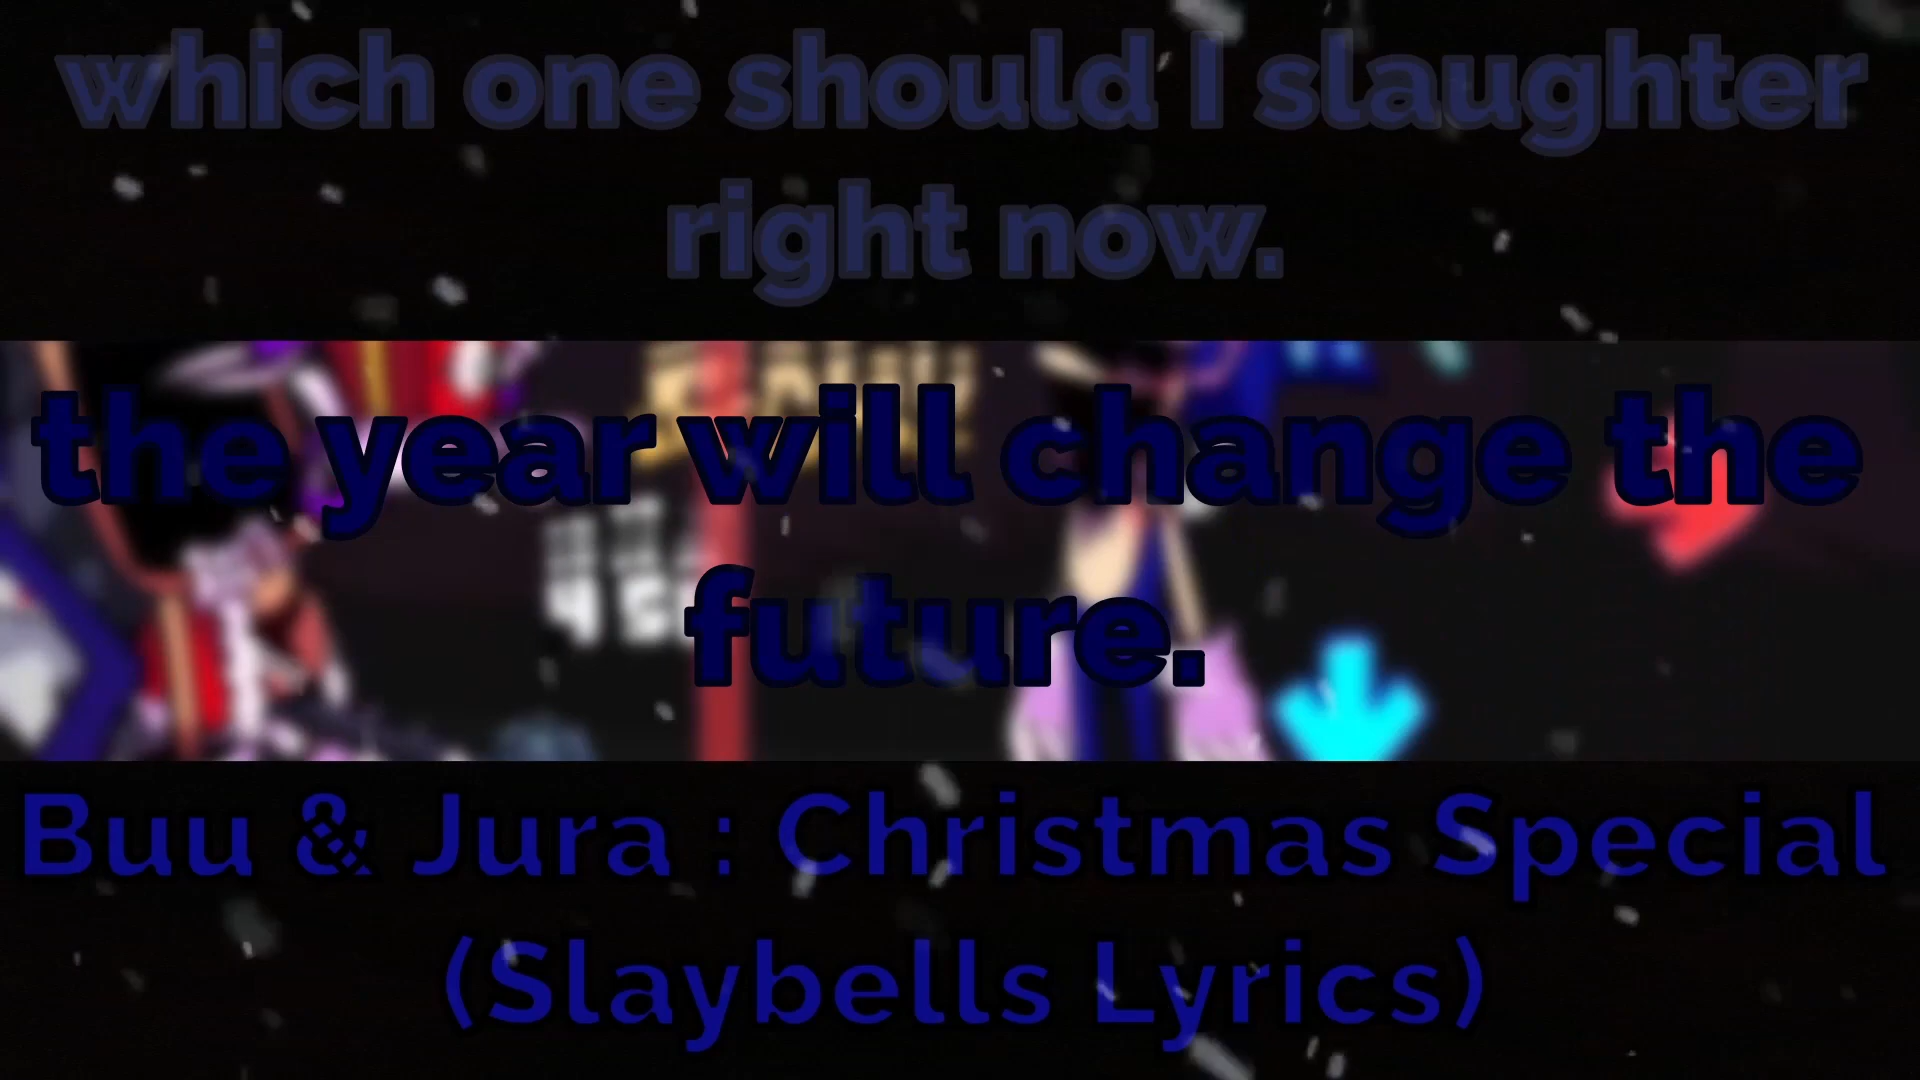 which one should I slaughter
right now.
the year will change the
future.
Buu & Jura : Christmas Special
(Slaybells Lyrics)